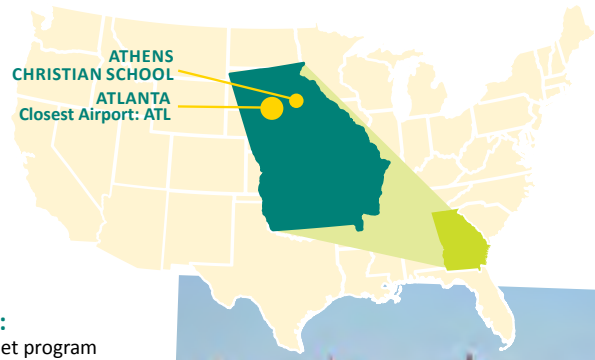 ATHENS
CHRISTIAN SCHOOL
ATLANTA
Closest Airport: ATL
:
et program